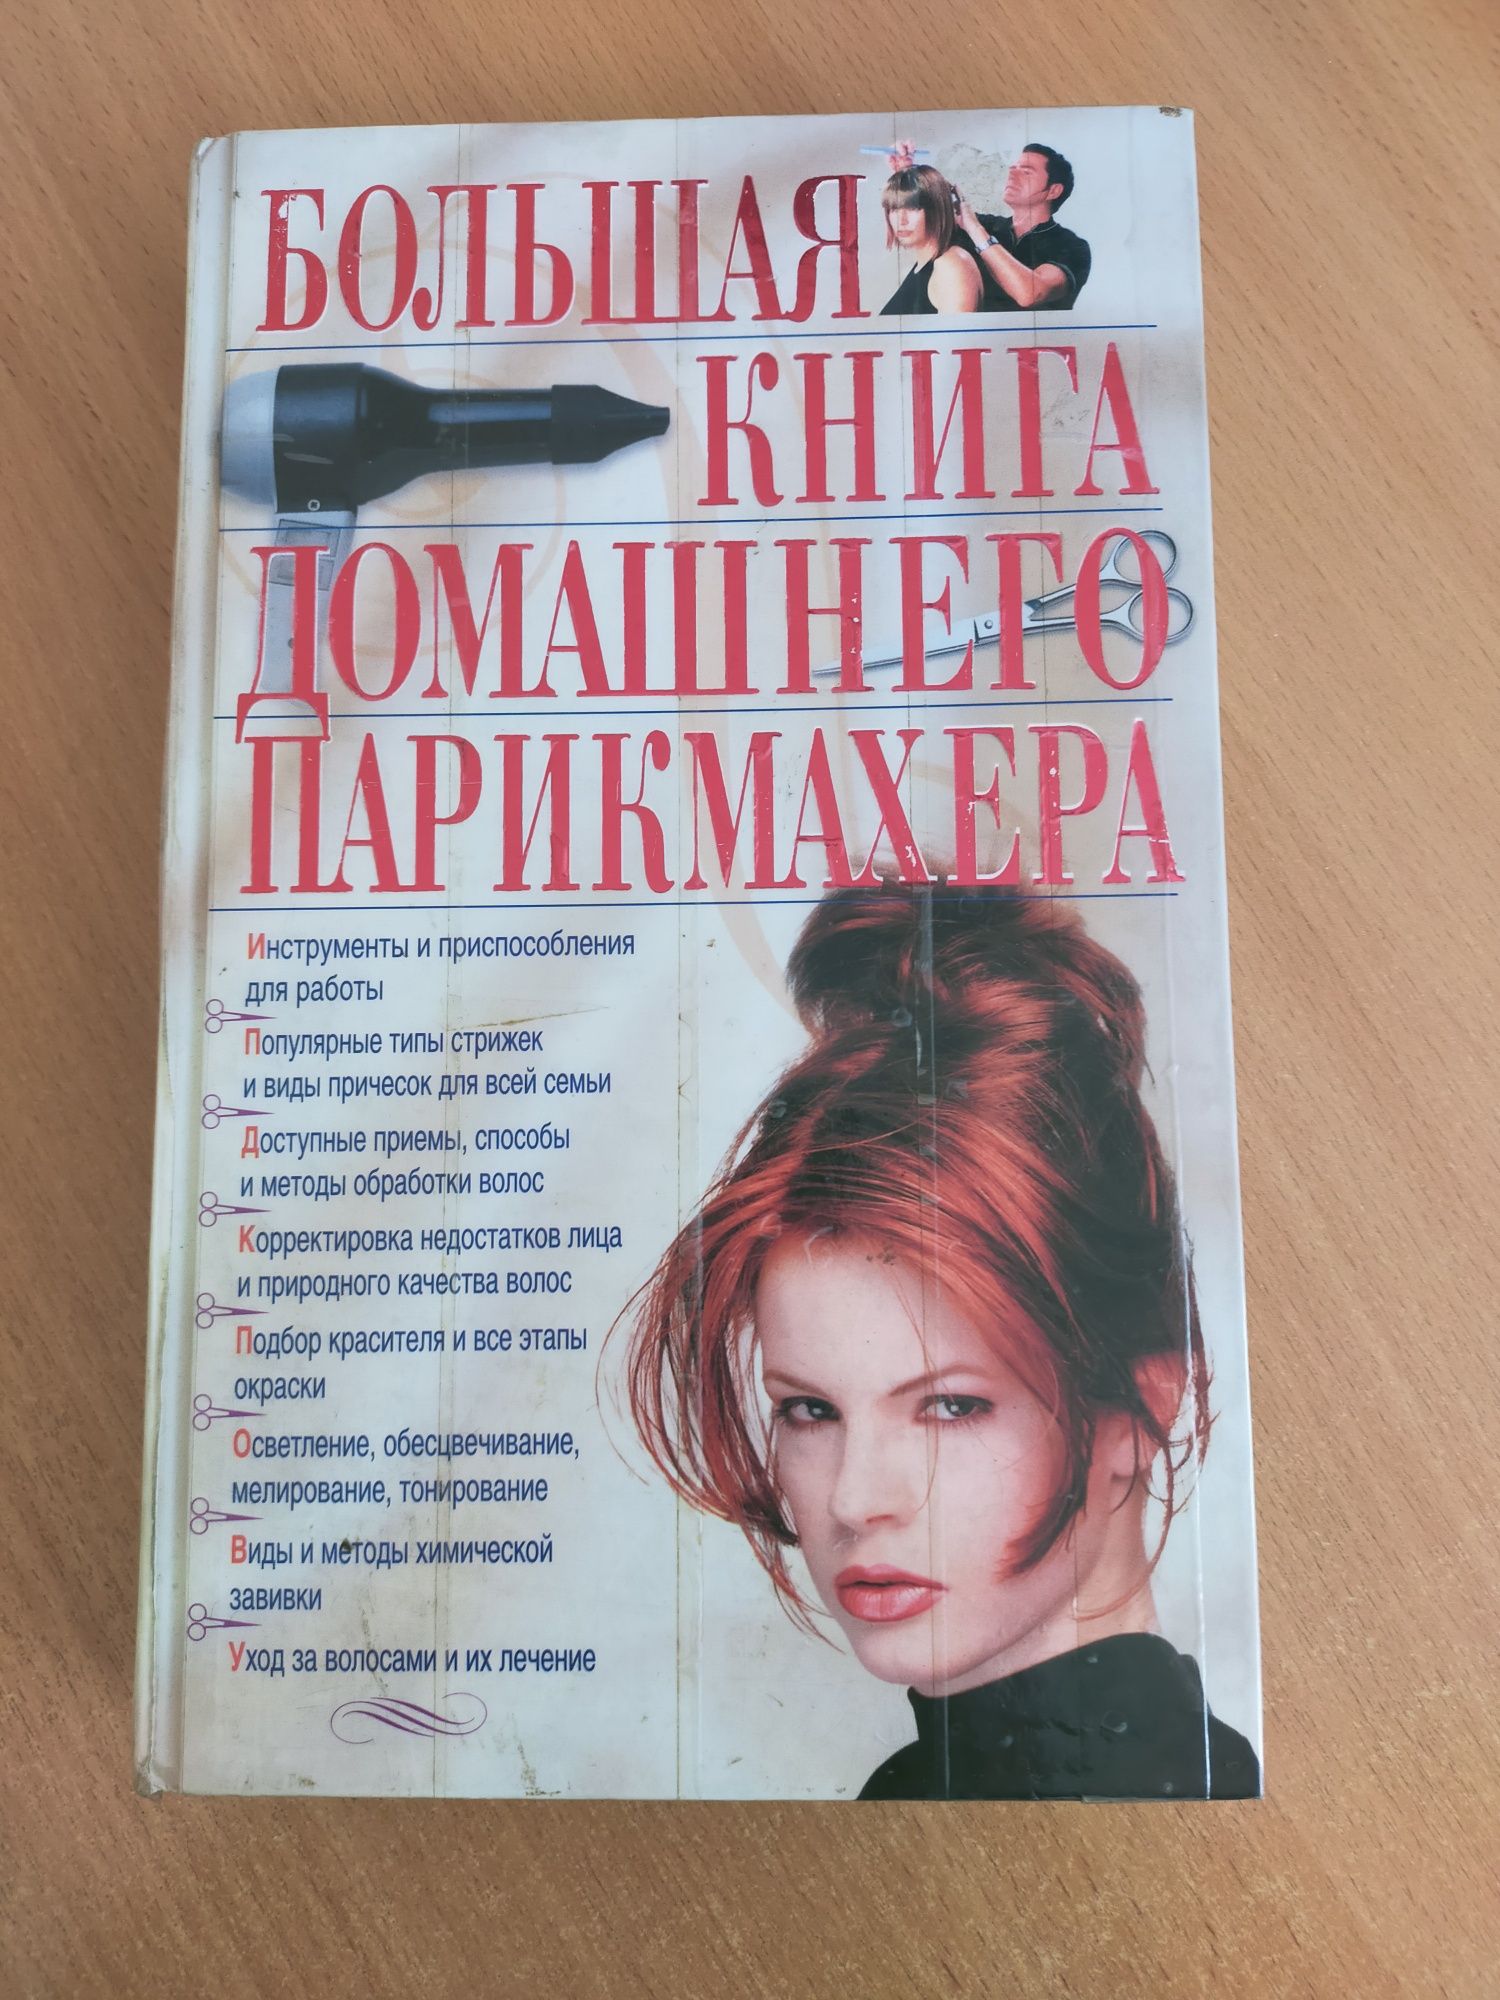 БОЛЬШАЯ
КНИГА
ДОМАШНЕГО
ПАРИКМАХЕРА
Инструменты и приспособления
для работы
Популярные типы стрижек
и виды причесок для всей семьи
Доступные приемы, способы
и методы обработки волос
Корректировка недостатков лица
и природного качества волос
Подбор красителя и все этапы
окраски
Осветление, обесцвечивание,
мелирование, тонирование
Виды и методы химической
завивки
Уход за волосами и их лечение